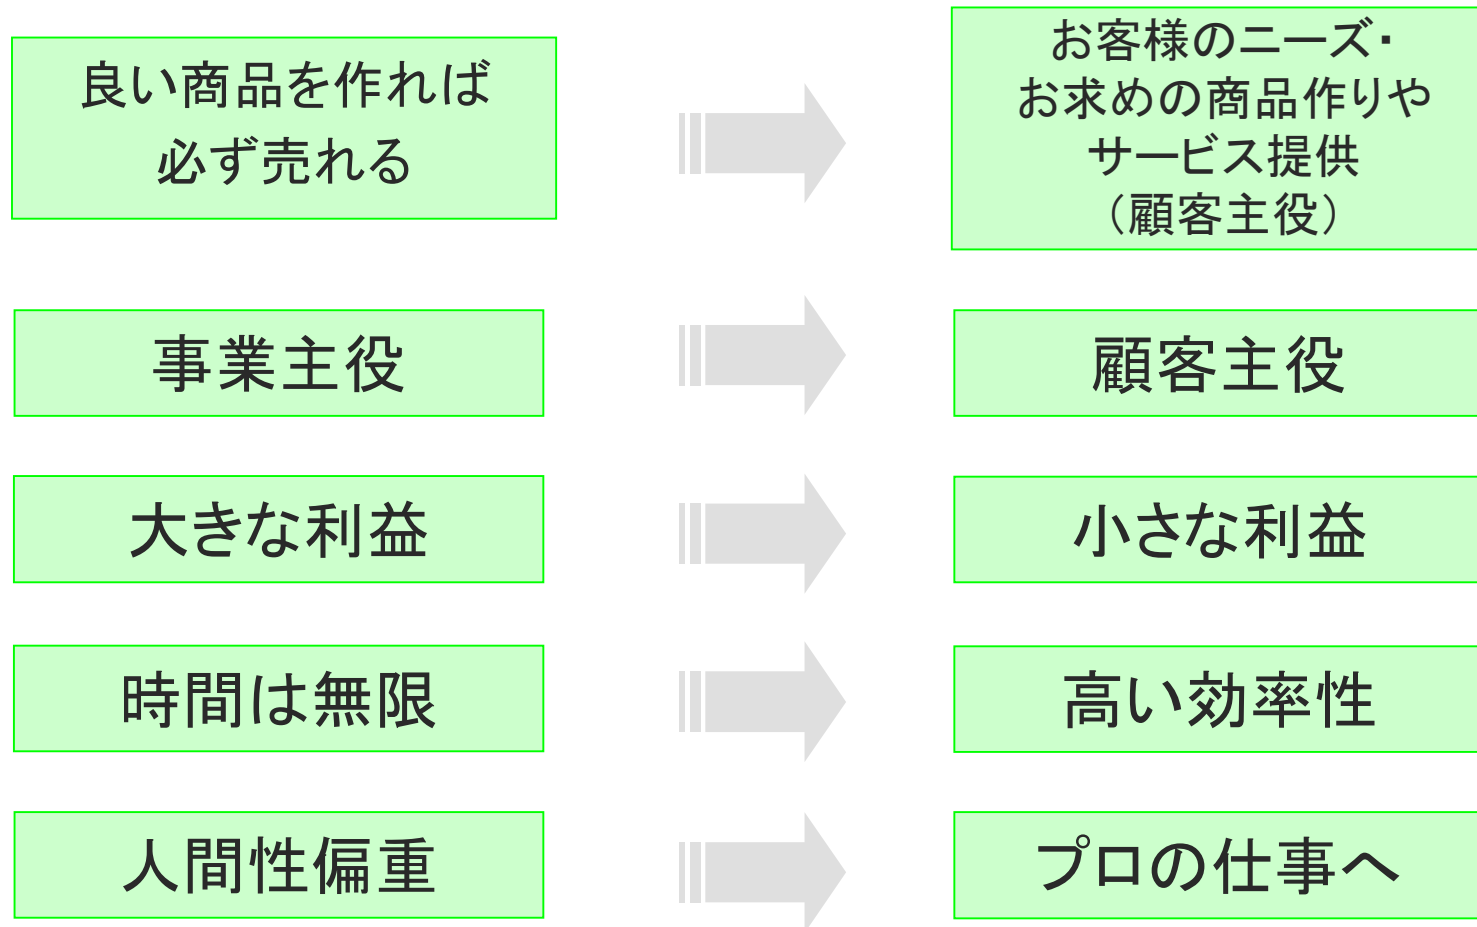 良い商品を作れば
必ず売れる
お客様のニーズ・
お求めの商品作りや
サービス提供
（顧客主役）
事業主役
顧客主役
大きな利益
小さな利益
時間は無限
高い効率性
人間性偏重
プロの仕事へ